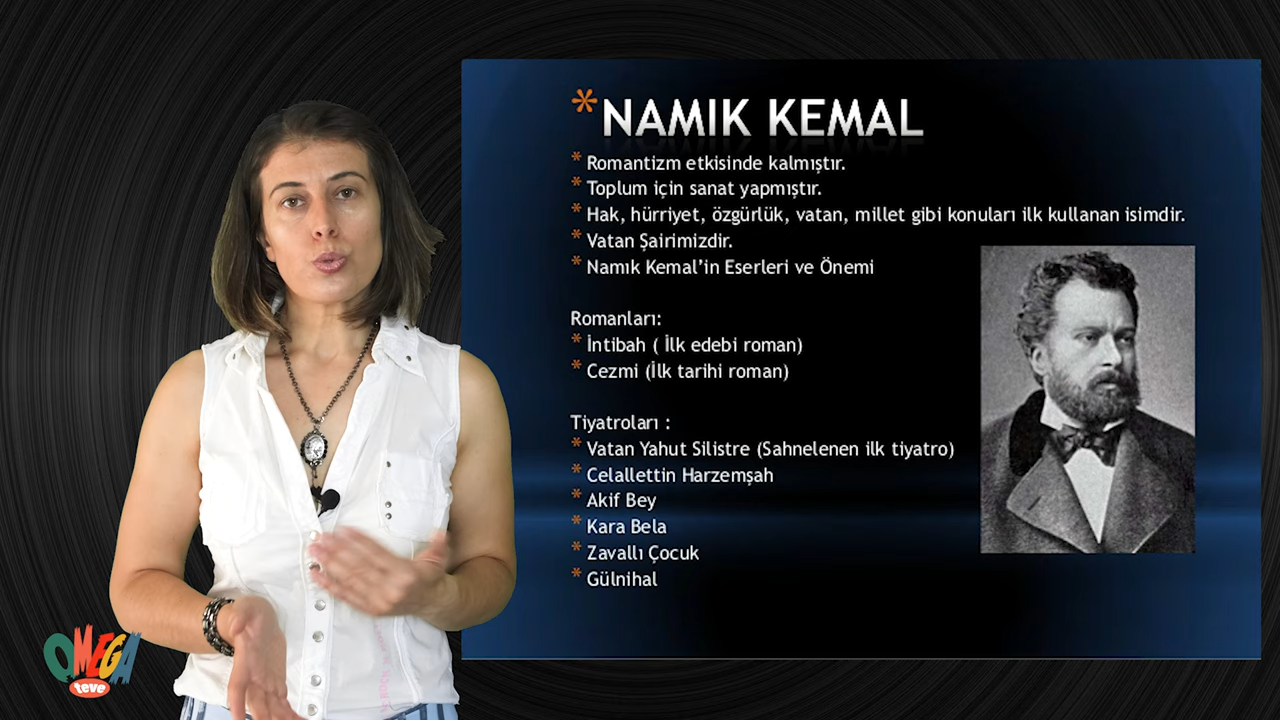 *NAMIK KEMAL
* Romantizm etkisinde kalmıştır.
* Toplum için sanat yapmıştır.
* Hak, hürriyet, özgürlük, vatan, millet gibi konuları ilk kullanan isimdir.
* Vatan Şairimizdir.
* Namık Kemal’in Eserleri ve Önemi
Romanları:
* İntibah ( İlk edebi roman)
* Cezmi (İlk tarihi roman)
Tiyatroları :
* Vatan Yahut Silistre (Sahnelenen ilk tiyatro)
* Celallettin Harzemşah
* Akif Bey
* Kara Bela
* Zavallı Çocuk
* Gülnihal
OMEGA
teve